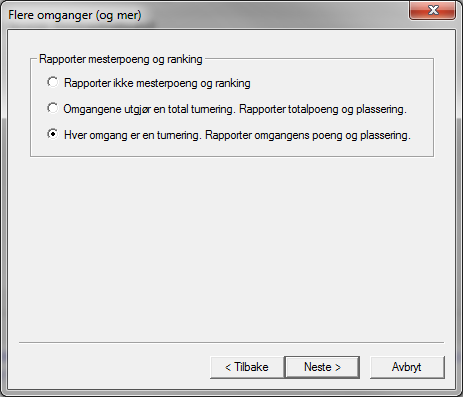 Flere omganger (og mer)
Rapporter mesterpoeng og ranking
Rapporter ikke mesterpoeng og ranking
Omgangene utgjør en total turnering. Rapporter totalpoeng og plassering.
Hver omgang er en turnering. Rapporter omgangens poeng og plassering.
< Tilbake Neste > Avbryt